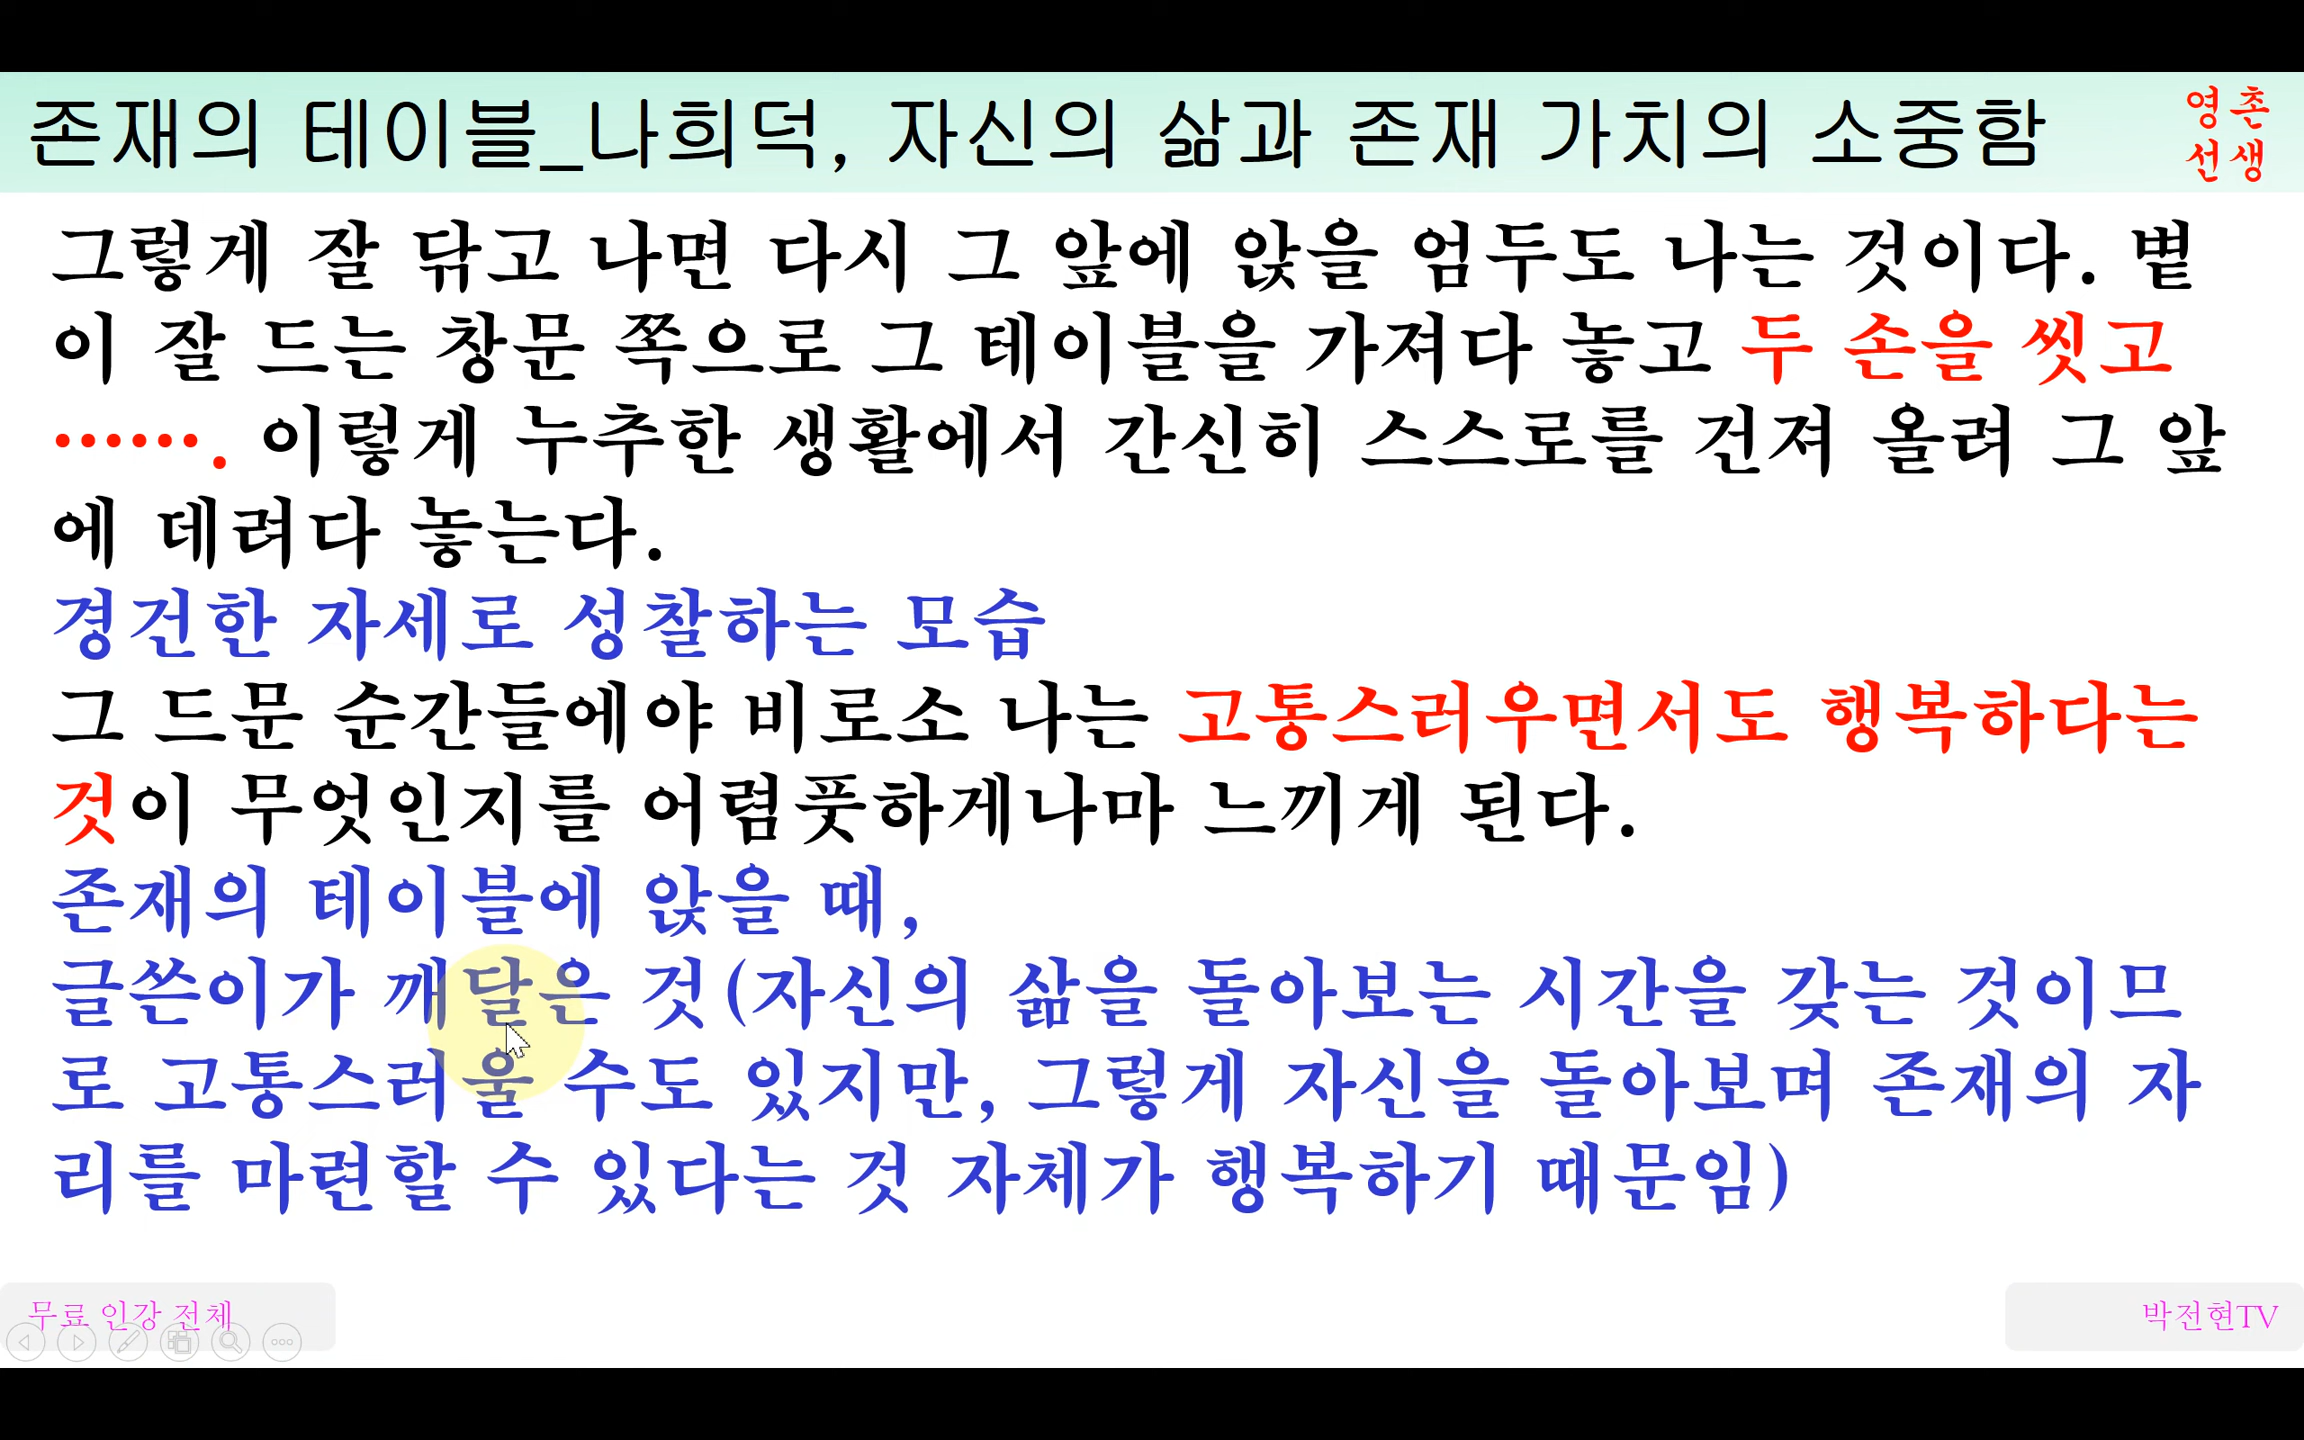 존재의 테이블_나희덕, 자신의 삶과 존재 가치의 소중함
영촌
선생
그렇게 잘 닦고 나면 다시 그 앞에 앉을 엄두도 나는 것이다. 볕
이 잘 드는 창문 쪽으로 그 테이블을 가져다 놓고 두 손을 씻고
……. 이렇게 누추한 생활에서 간신히 스스로를 건져 올려 그 앞
에 데려다 놓는다.
경건한 자세로 성찰하는 모습
그 드문 순간들에야 비로소 나는 고통스러우면서도 행복하다는
것이 무엇인지를 어렴풋하게나마 느끼게 된다.
존재의 테이블에 앉을 때,
글쓴이가 깨달은 것(자신의 삶을 돌아보는 시간을 갖는 것이므
로 고통스러울 수도 있지만, 그렇게 자신을 돌아보며 존재의 자
리를 마련할 수 있다는 것 자체가 행복하기 때문임)
무료 인강 전체
박전현TV